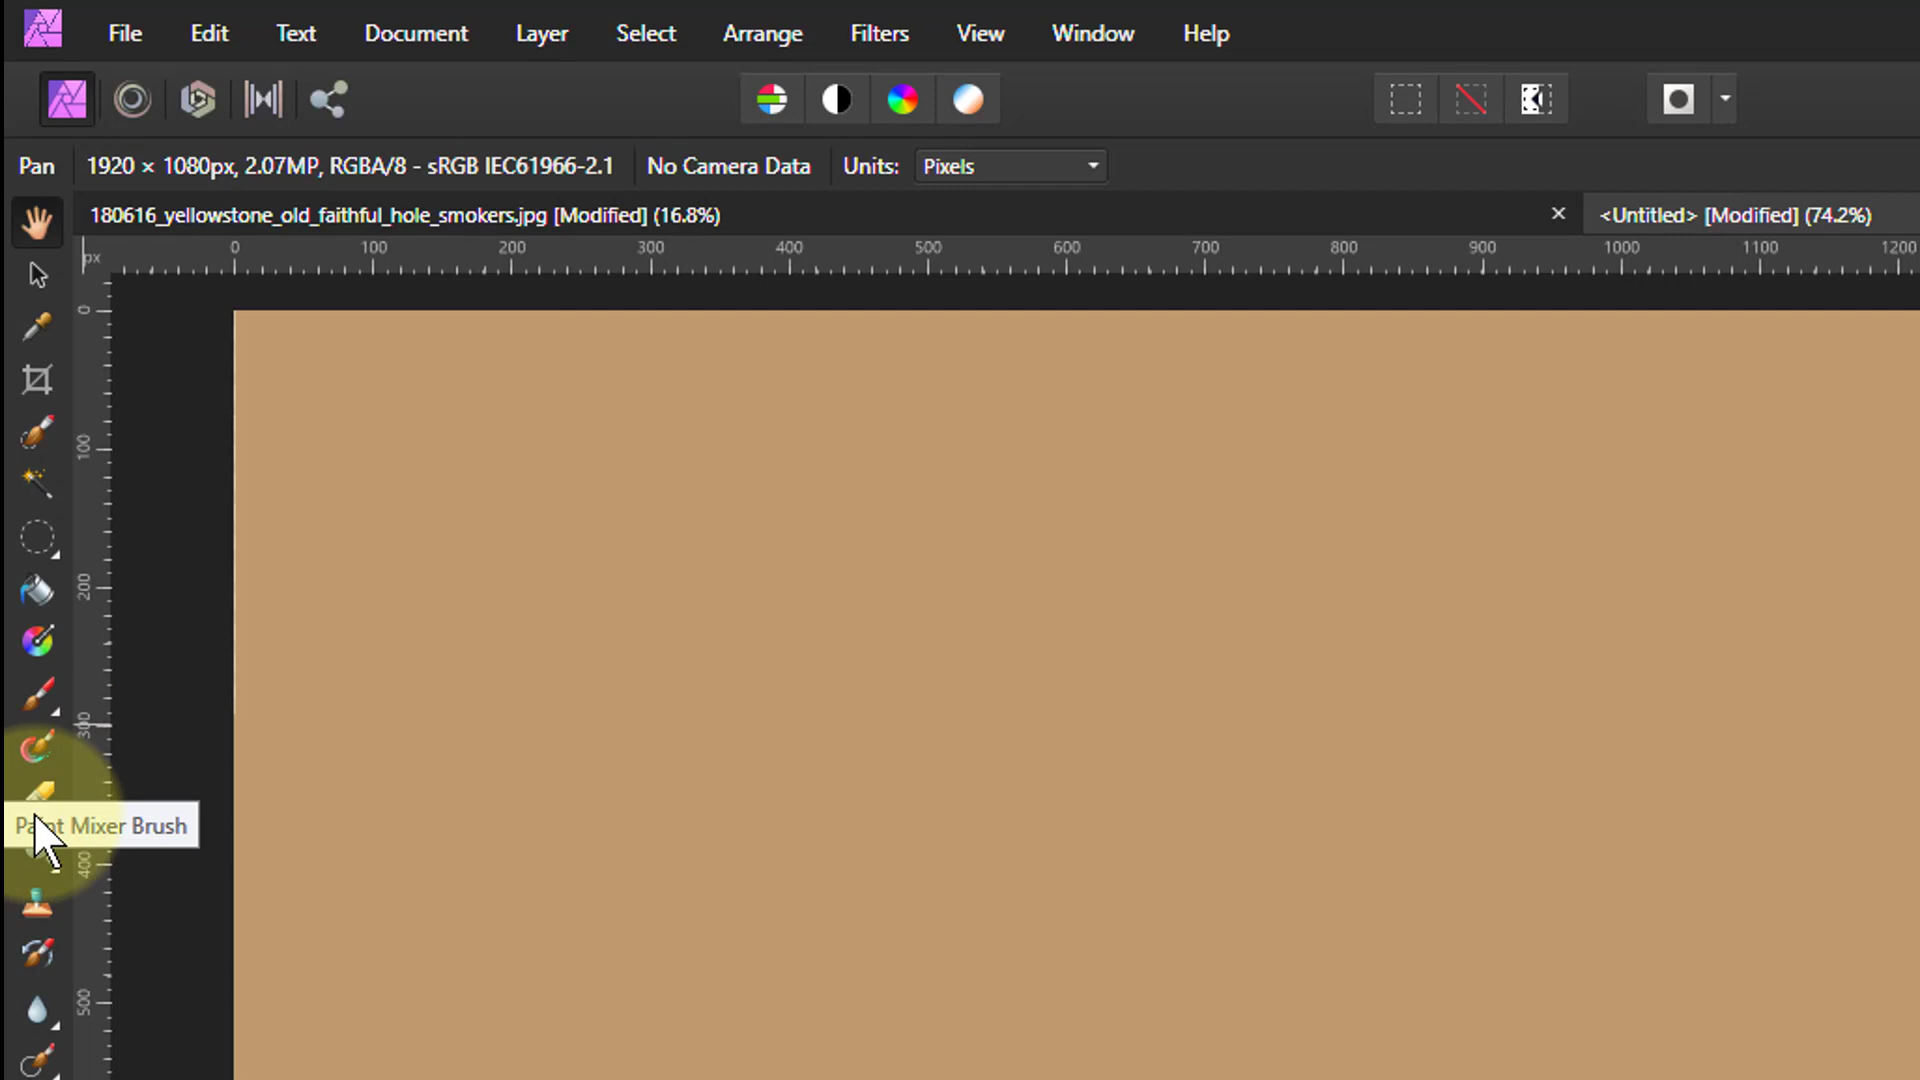 File Edit Text Document Layer Select Arrange Filters View Window Help
Pan 1920 × 1080px, 2.07MP, RGBA/8 - sRGB IEC61966-2.1 No Camera Data Units: Pixels
180616_yellowstone_old_faithful_hole_smokers.jpg [Modified] (16.8%) <Untitled> [Modified] (74.2%)
px 0 100 200 300 400 500 600 700 800 900 1000 1100 1200
0
100
200
300
Paint Mixer Brush
400
500